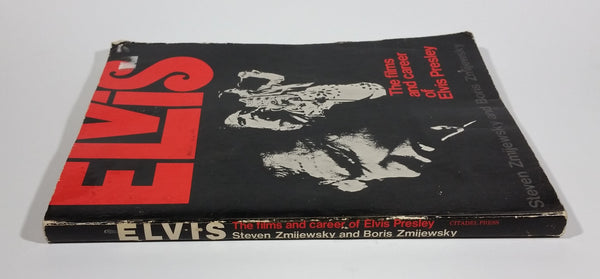 ELViS
The films
and career
of
Elvis Presley
Steven Zmijewsky and Boris Zmijewsky
ELVIS
The films and career of Elvis Presley
Steven Zmijewsky and Boris Zmijewsky
CITADEL PRESS